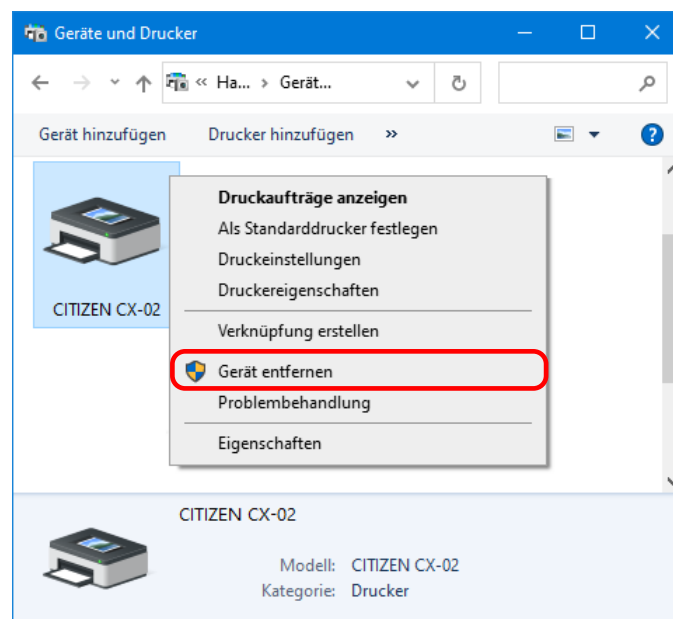 Geräte und Drucker
« Ha... > Gerät...
Gerät hinzufügen Drucker hinzufügen »
Druckaufträge anzeigen
Als Standarddrucker festlegen
Druckeinstellungen
Druckereigenschaften
CITIZEN CX-02
Verknüpfung erstellen
Gerät entfernen
Problembehandlung
Eigenschaften
CITIZEN CX-02
Modell: CITIZEN CX-02
Kategorie: Drucker